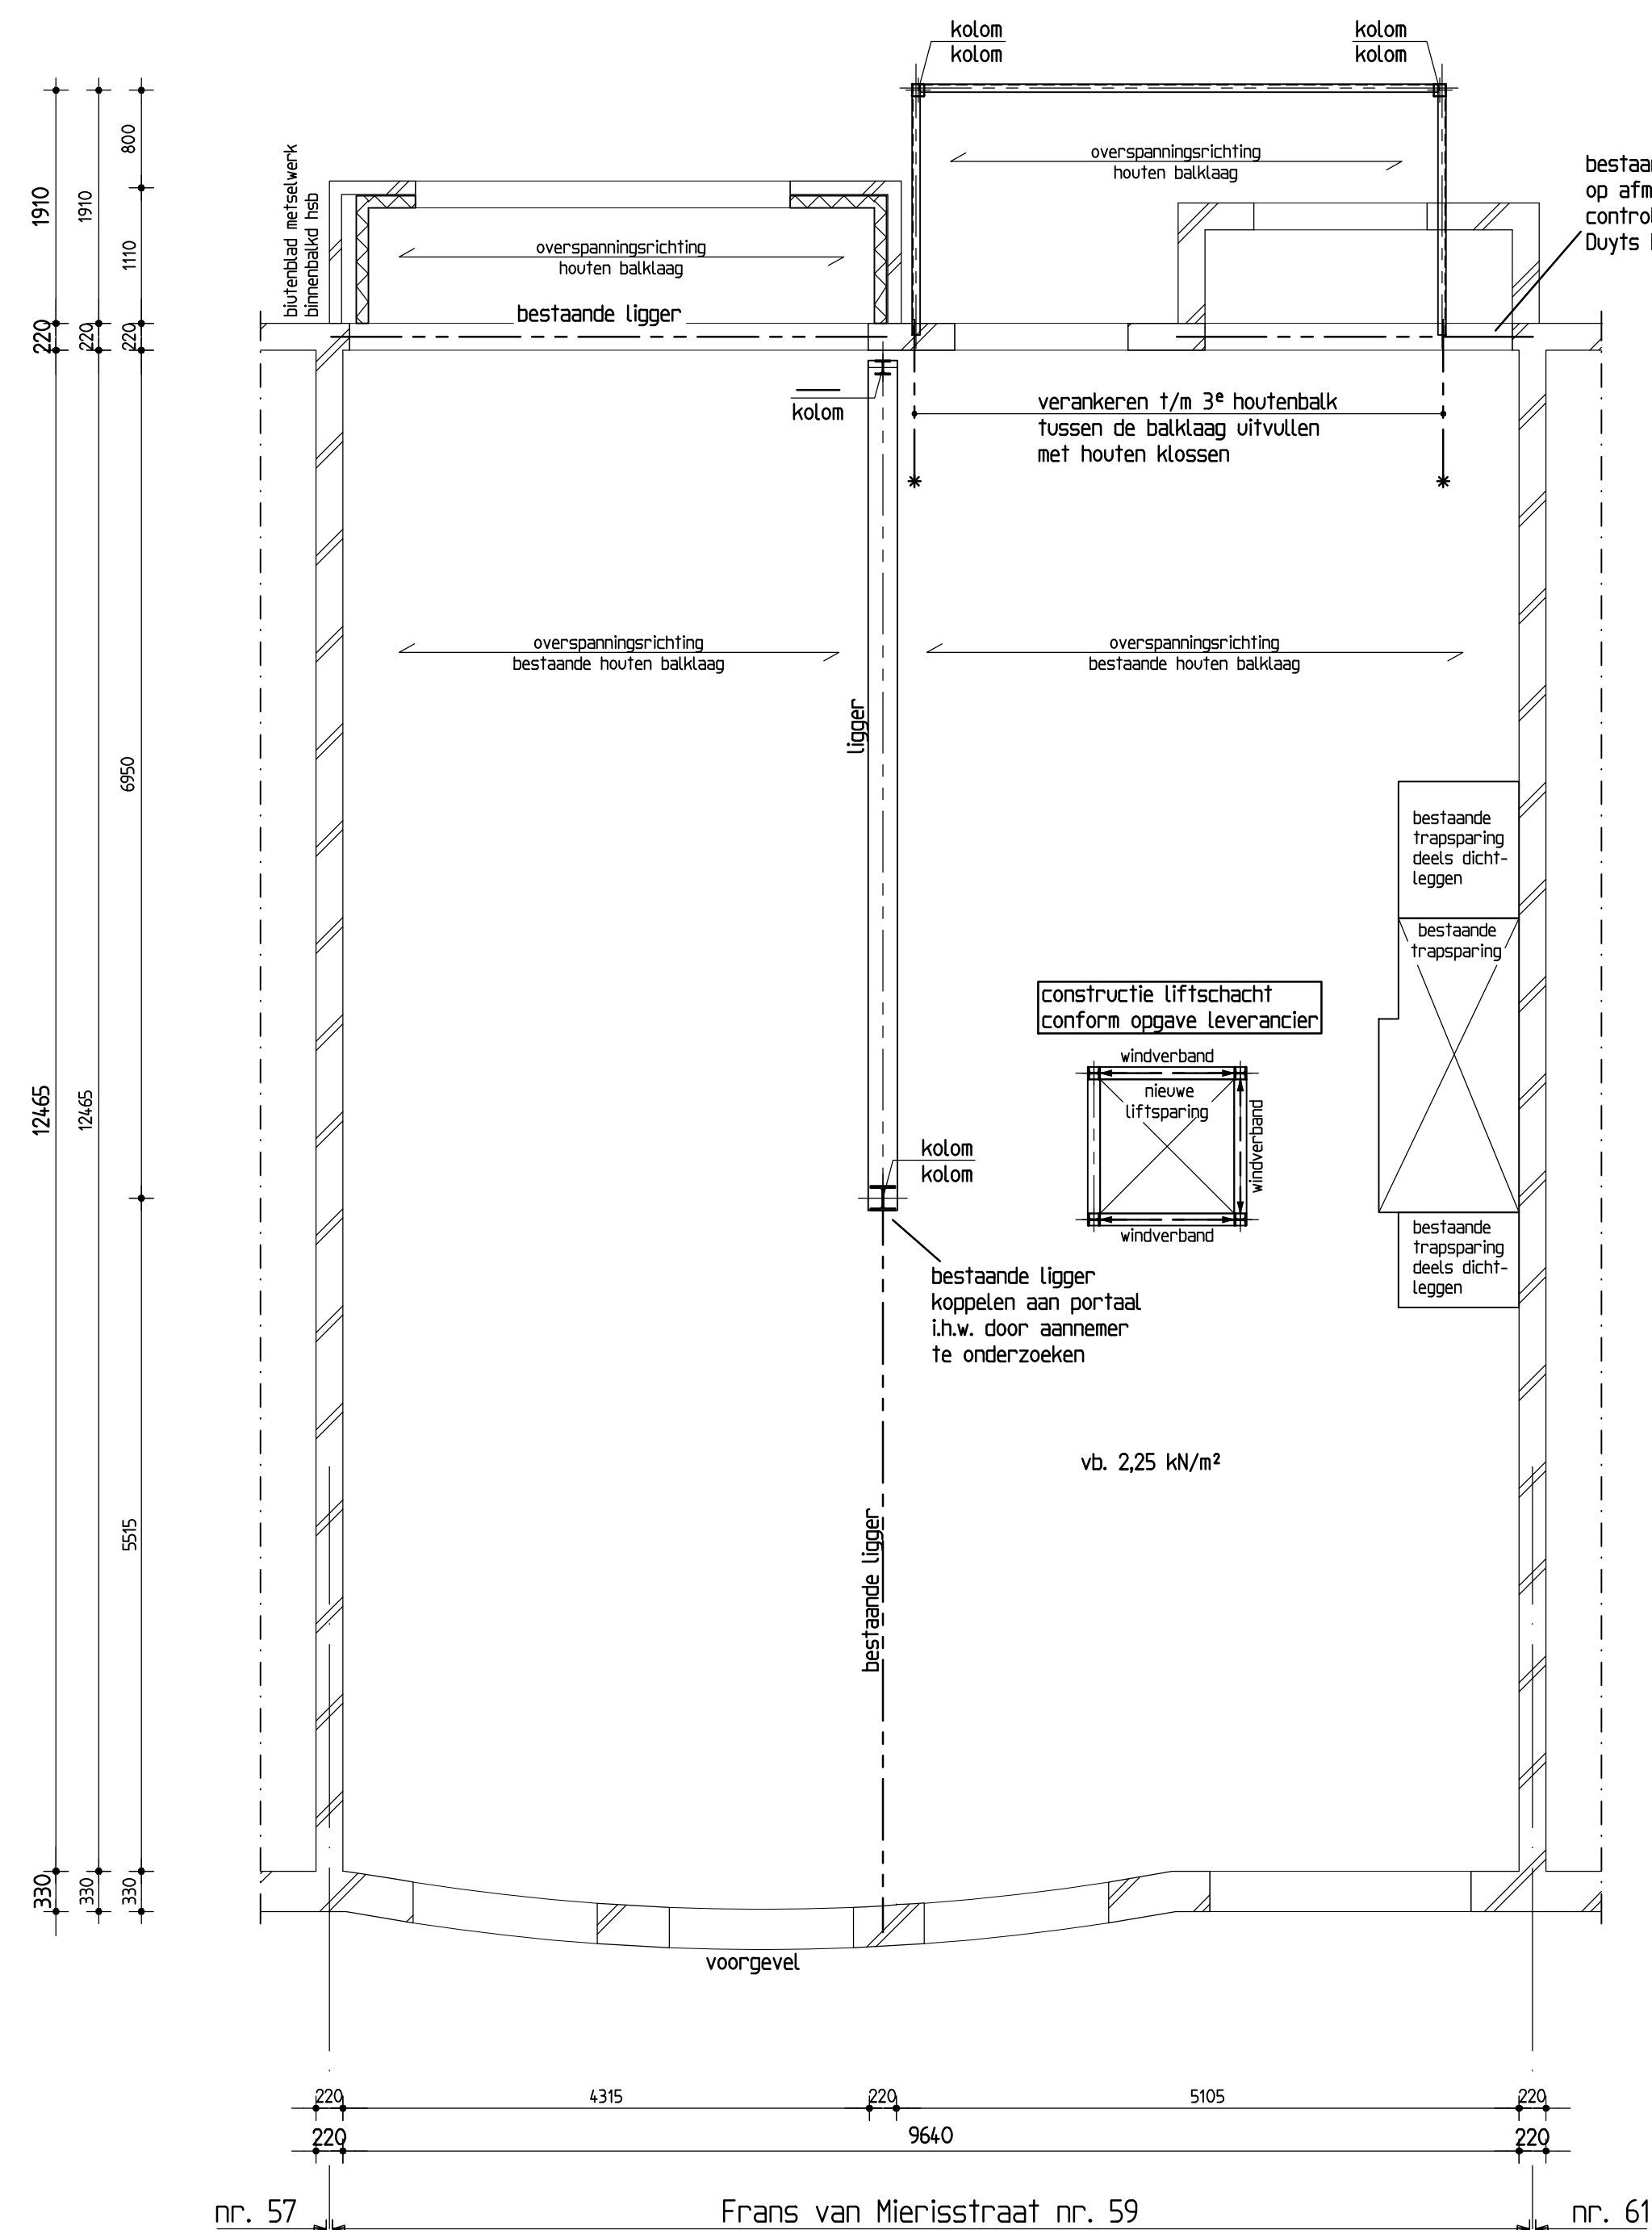 kolom
kolom
kolom
kolom
800
1910
1910
1110
220
220
220
biutenblad metselwerk
binnenbalkd hsb
overspanningsrichting
houten balklaag
overspanningsrichting
houten balklaag
op afm
Duyts
bestaande ligger
kolom
verankeren t/m 3ᵉ houtenbalk
tussen de balklaag uitvullen
met houten klossen
overspanningsrichting
bestaande houten balklaag
overspanningsrichting
bestaande houten balklaag
ligger
6950
bestaande
trapsparing
deels dicht-
leggen
bestaande
trapsparing
constructie liftschacht
conform opgave leverancier
windverband
nieuwe
liftsparing
windverband
windverband
12465
12465
kolom
kolom
bestaande
trapsparing
deels dicht-
leggen
bestaande ligger
koppelen aan portaal
i.h.w. door aannemer
te onderzoeken
vb. 2,25 kN/m²
5515
bestaande ligger
330
330
330
voorgevel
220
4315
220
5105
220
220
9640
220
nr. 57
Frans van Mierisstraat nr. 59
nr. 61